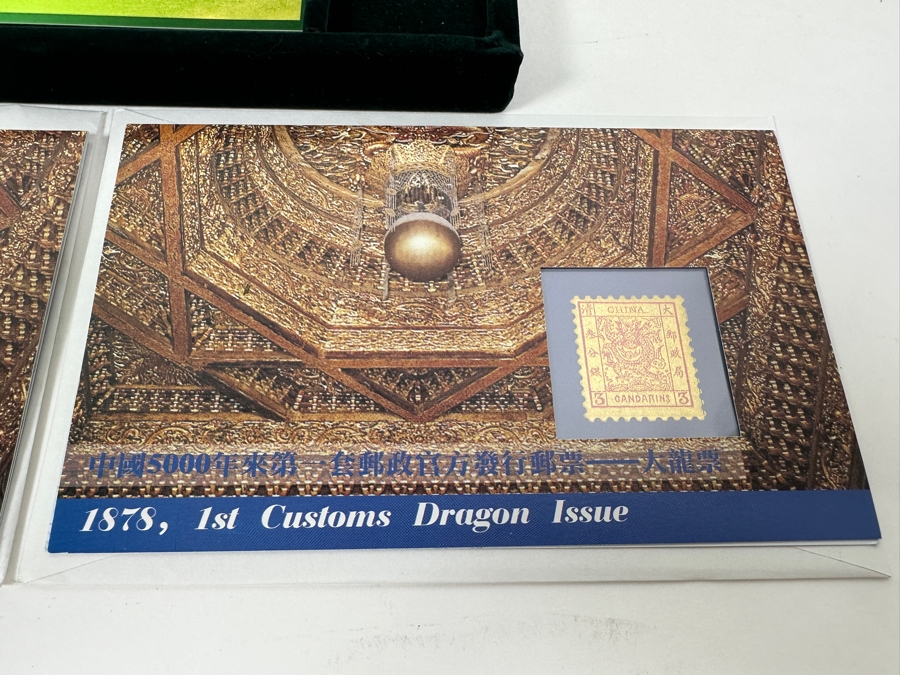 CHINA
大 清
郵政局
叁分銀
3 CANDARINS 3
中國5000年來第一套郵政官方發行郵票——大龍票
1878, 1st Customs Dragon Issue